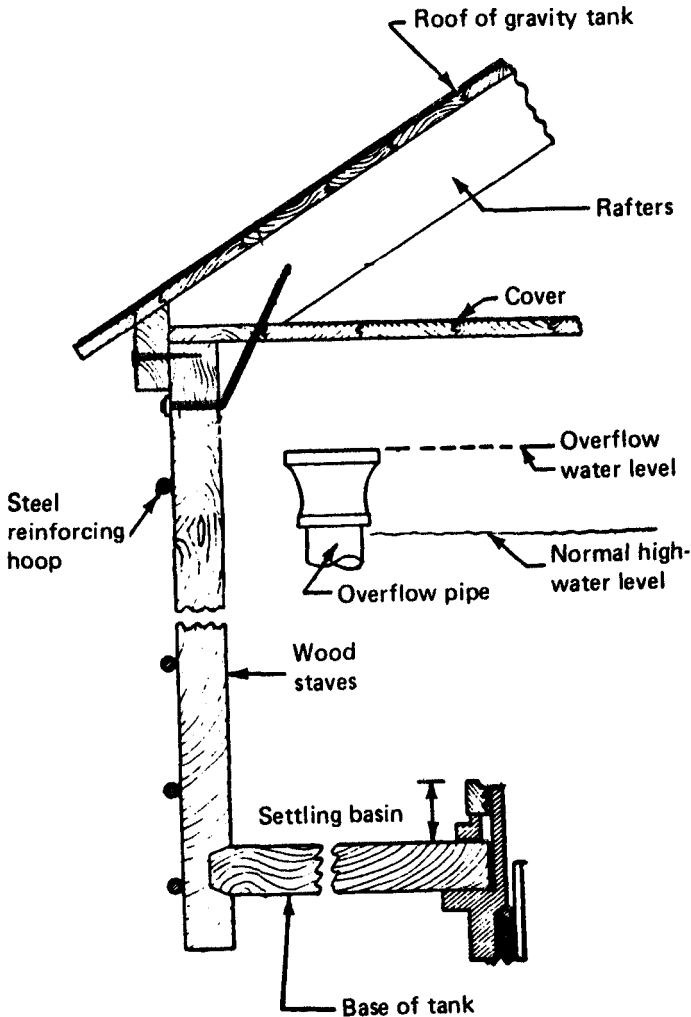 Roof of gravity tank
Rafters
Cover
Overflow
water level
Steel
reinforcing
hoop
Normal high-
water level
Overflow pipe
Wood
staves
Settling basin
Base of tank